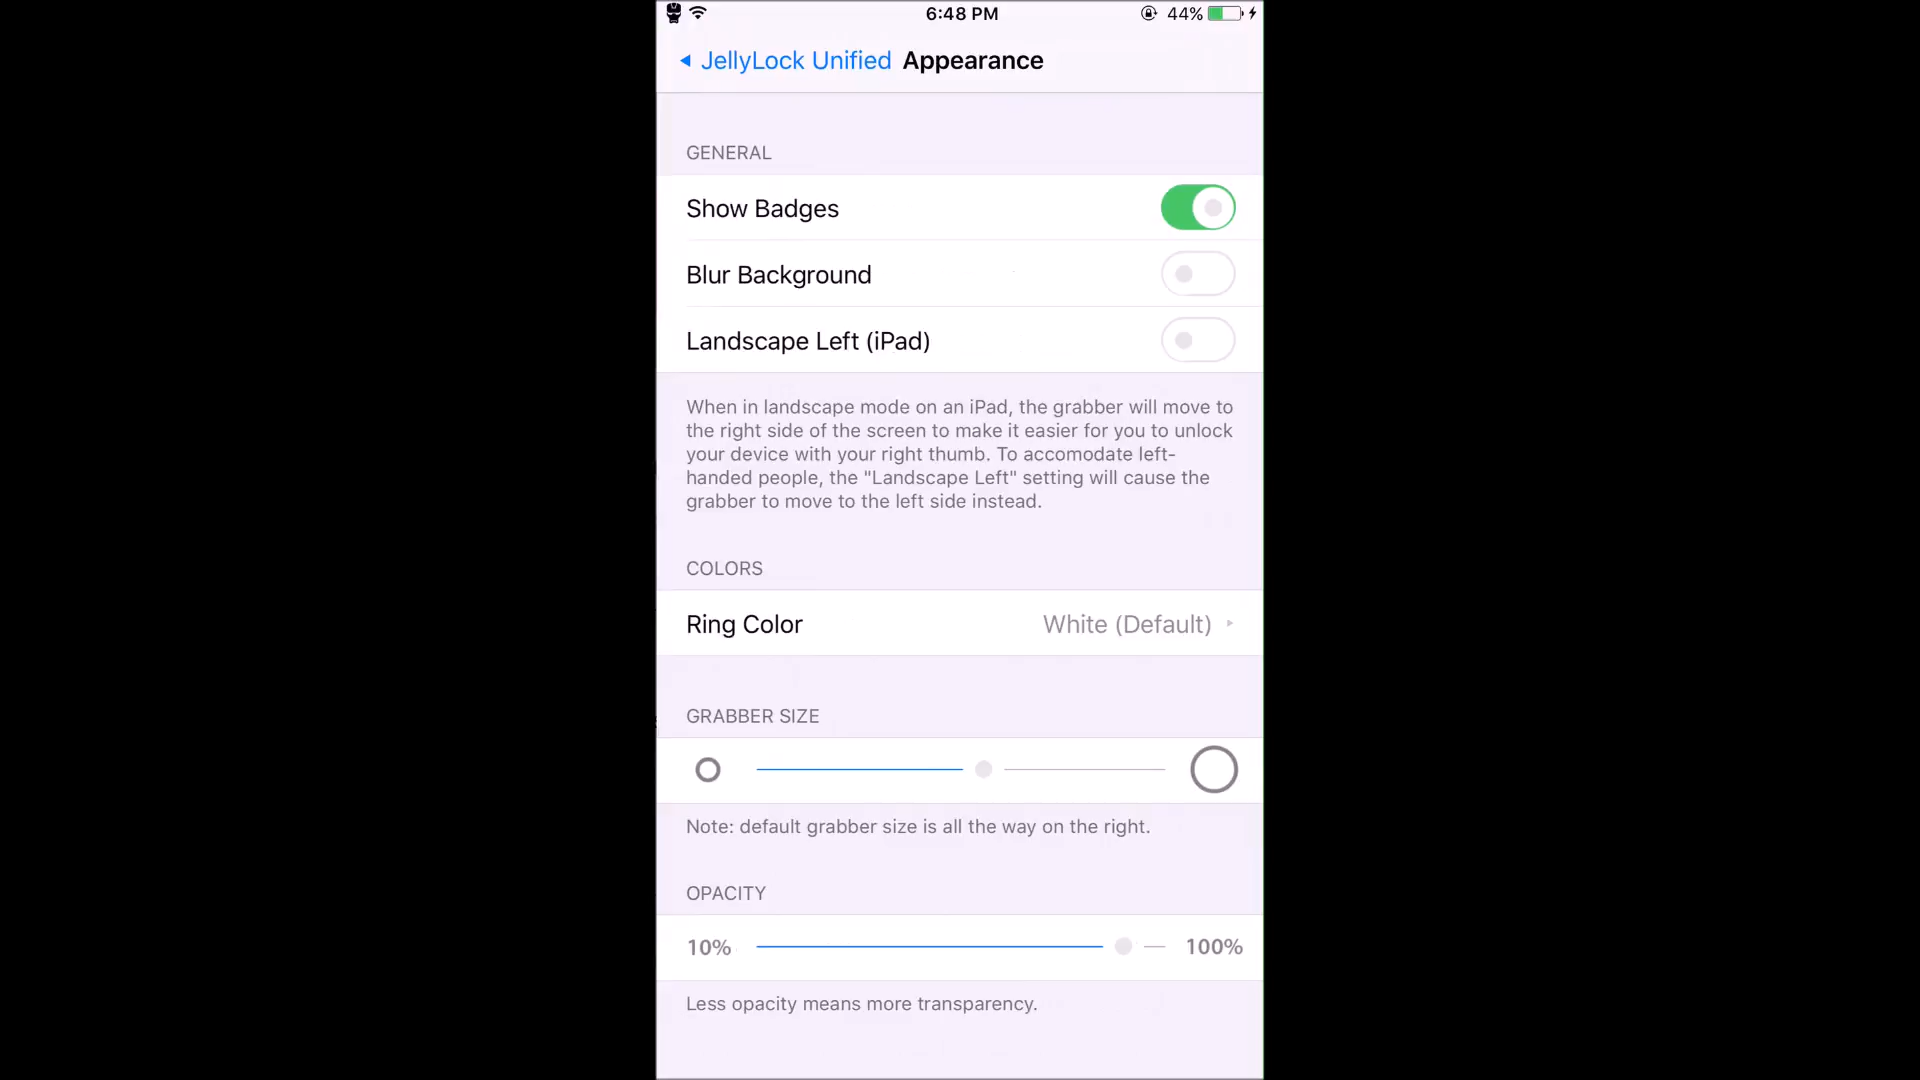 6:48 PM
44%
JellyLock Unified Appearance
GENERAL
Show Badges
Blur Background
Landscape Left (iPad)
When in landscape mode on an iPad, the grabber will move to
the right side of the screen to make it easier for you to unlock
your device with your right thumb. To accomodate left-
handed people, the "Landscape Left" setting will cause the
grabber to move to the left side instead.
COLORS
Ring Color White (Default)
GRABBER SIZE
Note: default grabber size is all the way on the right.
OPACITY
10% 100%
Less opacity means more transparency.